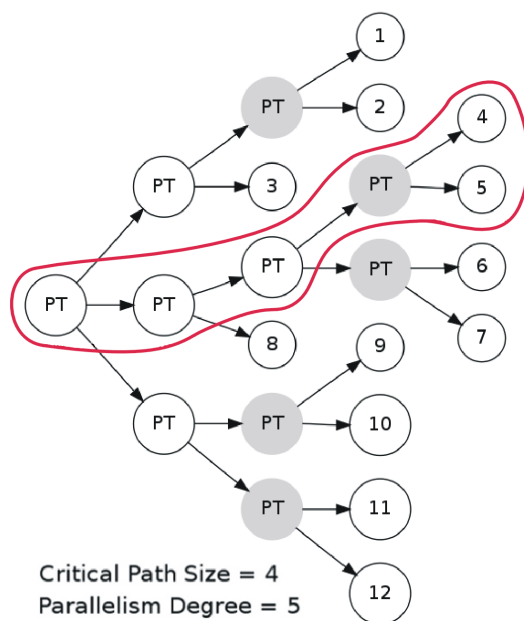 1
PT
2
4
PT
3
PT
5
PT
PT
PT
PT
6
8
7
9
PT
PT
10
PT
11
12
Critical Path Size = 4
Parallelism Degree = 5